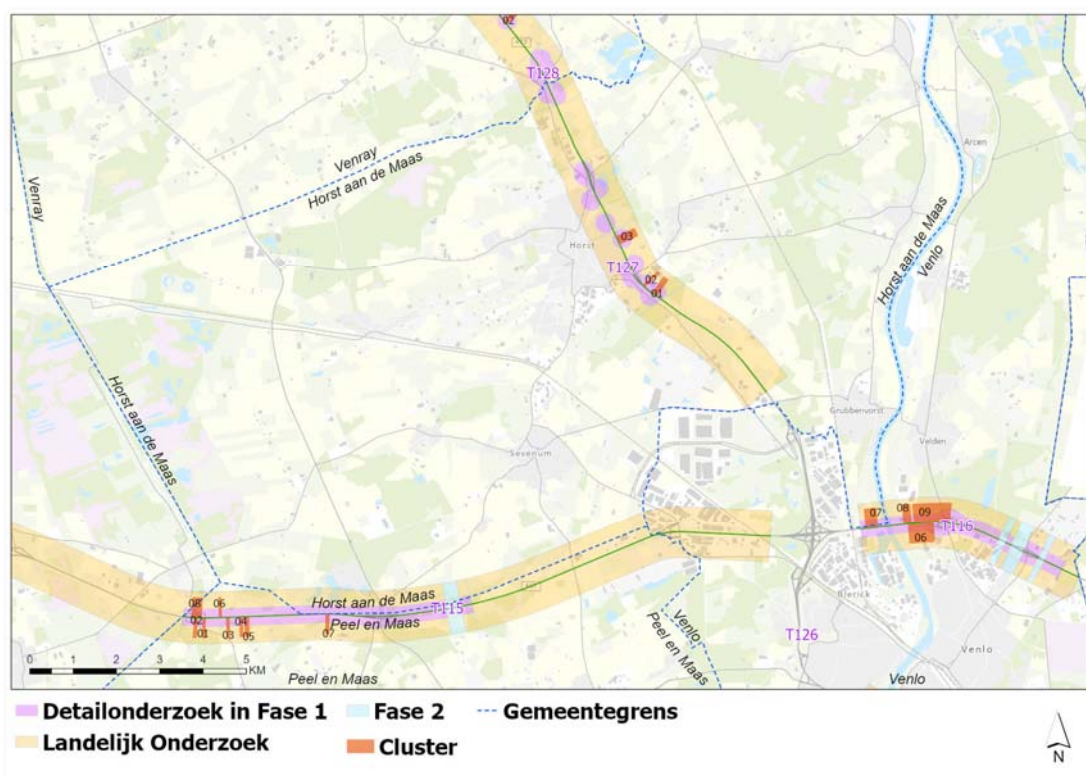 02
T128
Venray
Horst aan de Maas
Arcen
Venray
Horst aan de Maas
Venlo
03
Horst
T127
02
01
Horst aan de Maas
Grubbenvorst
Velden
Sevenum
07
08
09
T116
06
08
06
Horst aan de Maas
T115
Blerick
02
04
Peel en Maas
01
03
05
07
Venlo
Peel en Maas
T126
Venlo
0 1 2 3 4 5
KM
Peel en Maas
Venlo
Detailonderzoek in Fase 1
Fase 2
Gemeentegrens
Landelijk Onderzoek
Cluster
N